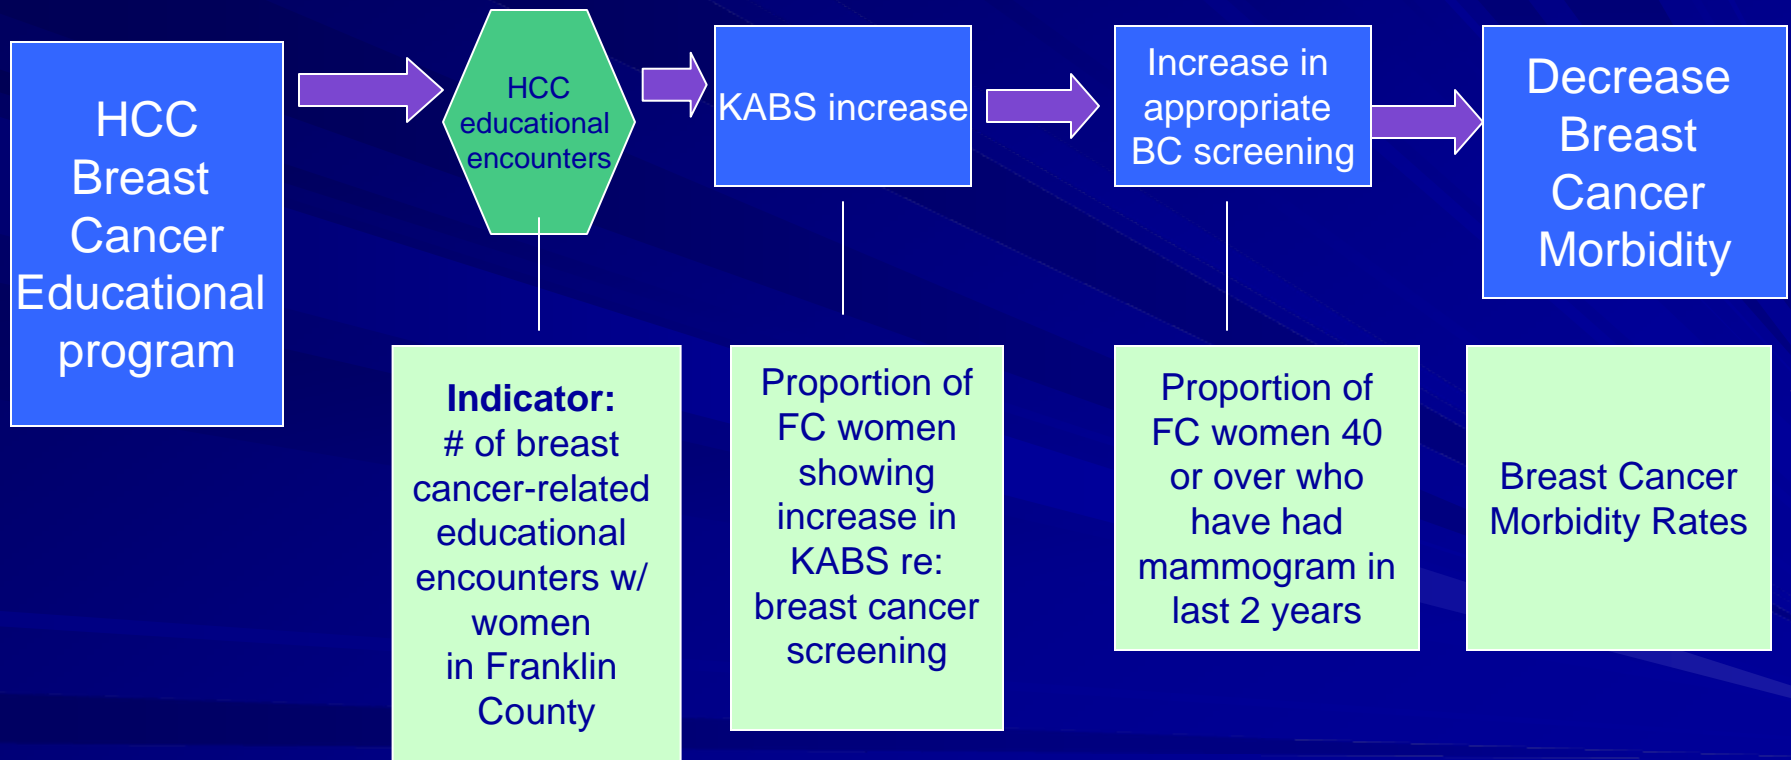 HCC
Breast
Cancer
Educational
program
HCC
educational
encounters
KABS increase
Increase in
appropriate
BC screening
Decrease
Breast
Cancer
Morbidity
Indicator:
# of breast
cancer-related
educational
encounters w/
women
in Franklin
County
Proportion of
FC women
showing
increase in
KABS re:
breast cancer
screening
Proportion of
FC women 40
or over who
have had
mammogram in
last 2 years
Breast Cancer
Morbidity Rates